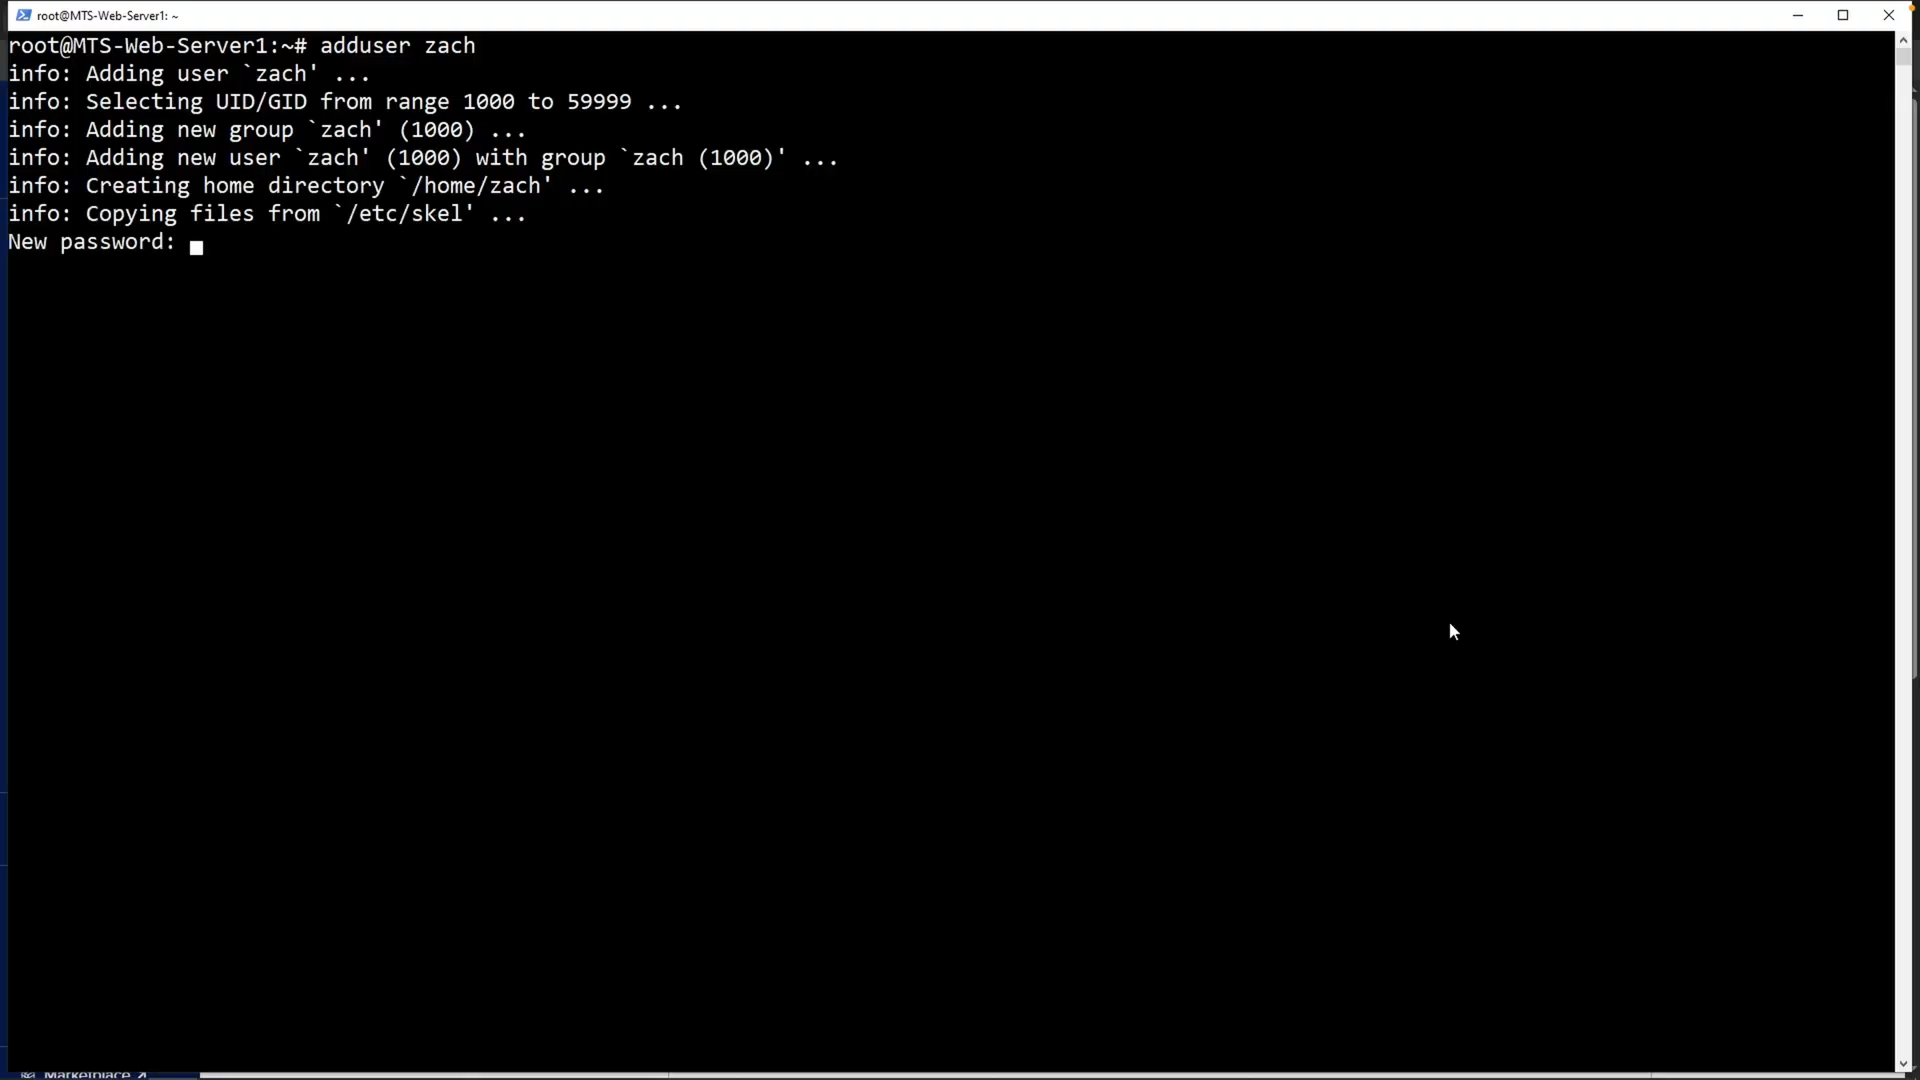 root@MTS-Web-Server1: ~
root@MTS-Web-Server1:~# adduser zach
info: Adding user `zach' ...
info: Selecting UID/GID from range 1000 to 59999 ...
info: Adding new group `zach' (1000) ...
info: Adding new user `zach' (1000) with group `zach (1000)' ...
info: Creating home directory `/home/zach' ...
info: Copying files from `/etc/skel' ...
New password:
Marketplace